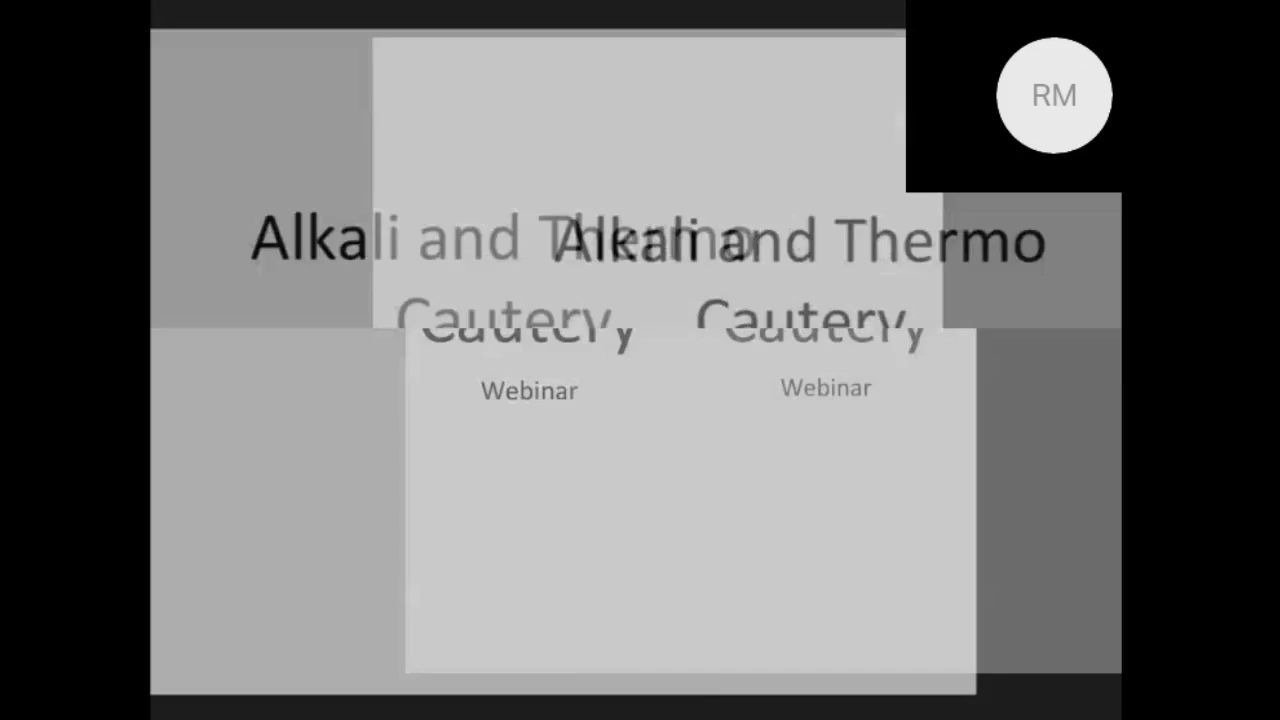 RM
Alkali and Thermo Alkali and Thermo
Cautery Cautery
Webinar Webinar